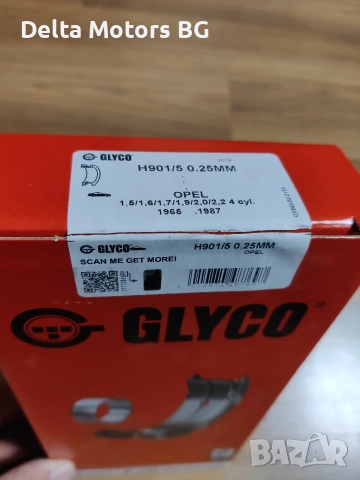 Delta Motors BG
GLYCO
H901/5 0.25MM
OPEL
1,5/1,6/1,7/1,9/2,0/2,2 4 cyl.
1965 .1987
GLYCO
H901/5 0.25MM
OPEL
SCAN ME GET MORE!
GLYCO®
BAZAR